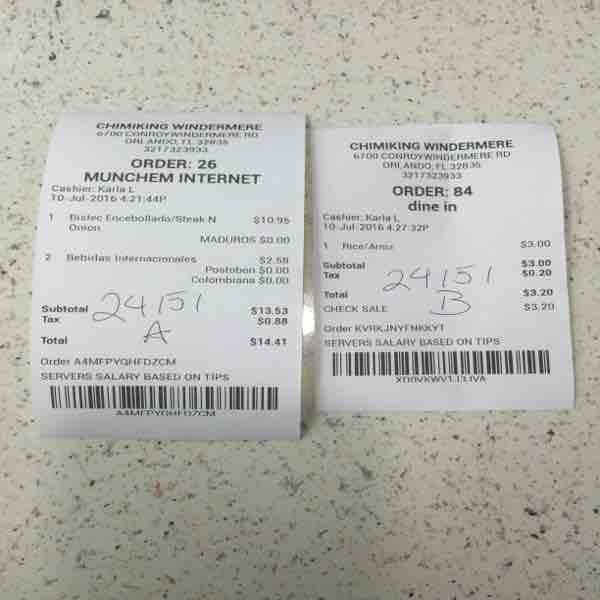 CHIMIKING WINDERMERE
6700 CONROYWINDERMERE RD
ORLANDO, FL 32835
3217323933
ORDER: 26
MUNCHEM INTERNET
Cashier: Karla L
10-Jul-2016 4:21:44P
1 Bistec Encebollado/Steak N $10.95
Onion
MADUROS $0.00
2 Bebidas Internacionales $2.58
Postobon $0.00
Colombiana $0.00
24151
Subtotal $13.53
Tax $0.88
A
Total $14.41
Order A4MFPYQHFDZCM
SERVERS SALARY BASED ON TIPS
A4MFPYQHFDZCM
CHIMIKING WINDERMERE
6700 CONROYWINDERMERE RD
ORLANDO, FL 32835
3217323933
ORDER: 84
dine in
Cashier: Karla L
10-Jul-2016 4:27:32P
1 Rice/Arroz $3.00
Subtotal $3.00
Tax $0.20
24151
Total $3.20
B
CHECK SALE $3.20
Order KVRKJNYFNKKYT
SERVERS SALARY BASED ON TIPS